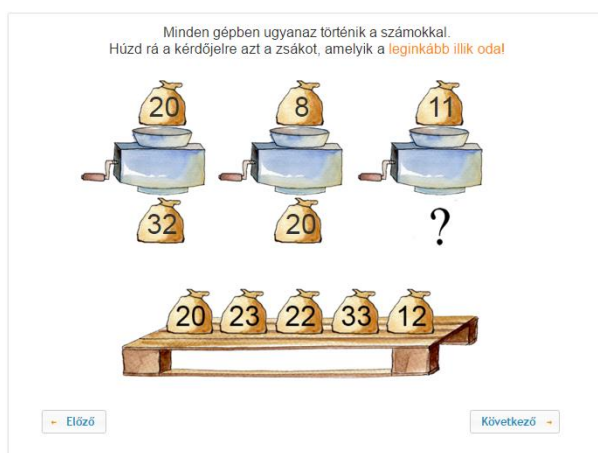 Minden gépben ugyanaz történik a számokkal.
Húzd rá a kérdőjelre azt a zsákot, amelyik a leginkább illik oda!
20 8 11
32 20 ?
20 23 22 33 12
← Előző Következő →